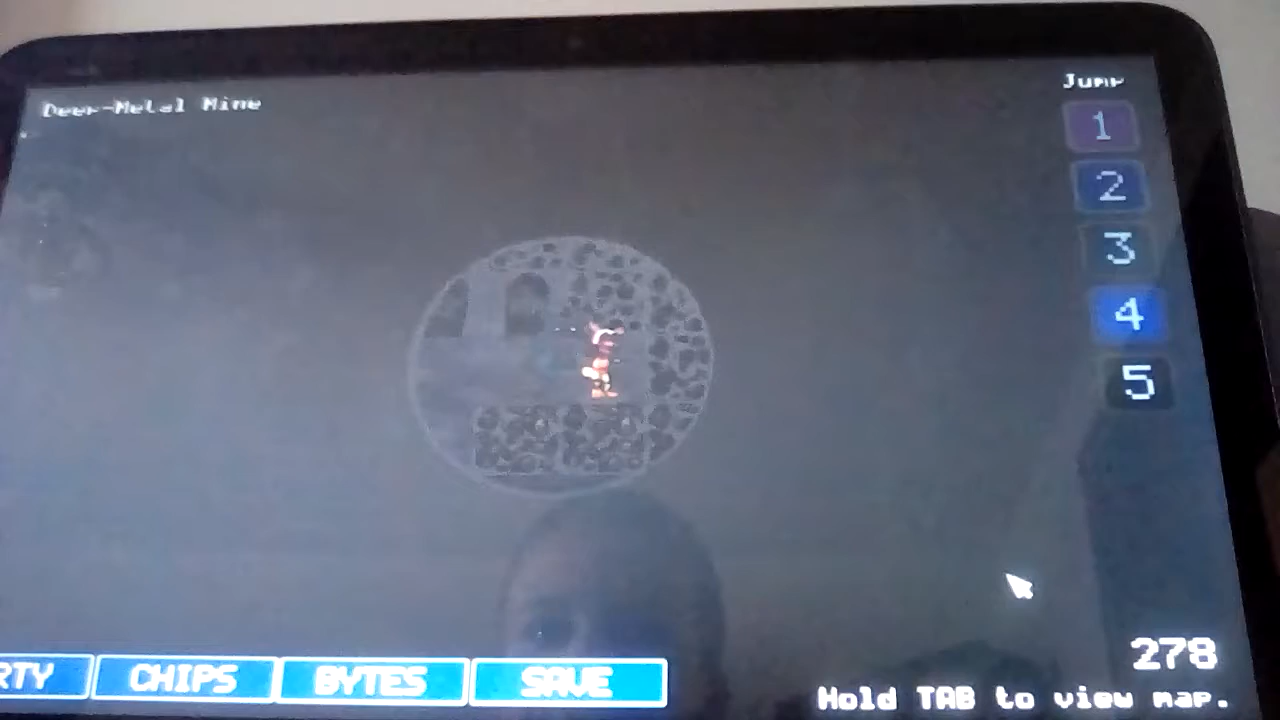 Deep-Metal Mine
Jump
1
2
3
4
5
RTY
CHIPS
BYTES
SAVE
278
Hold TAB to view map.